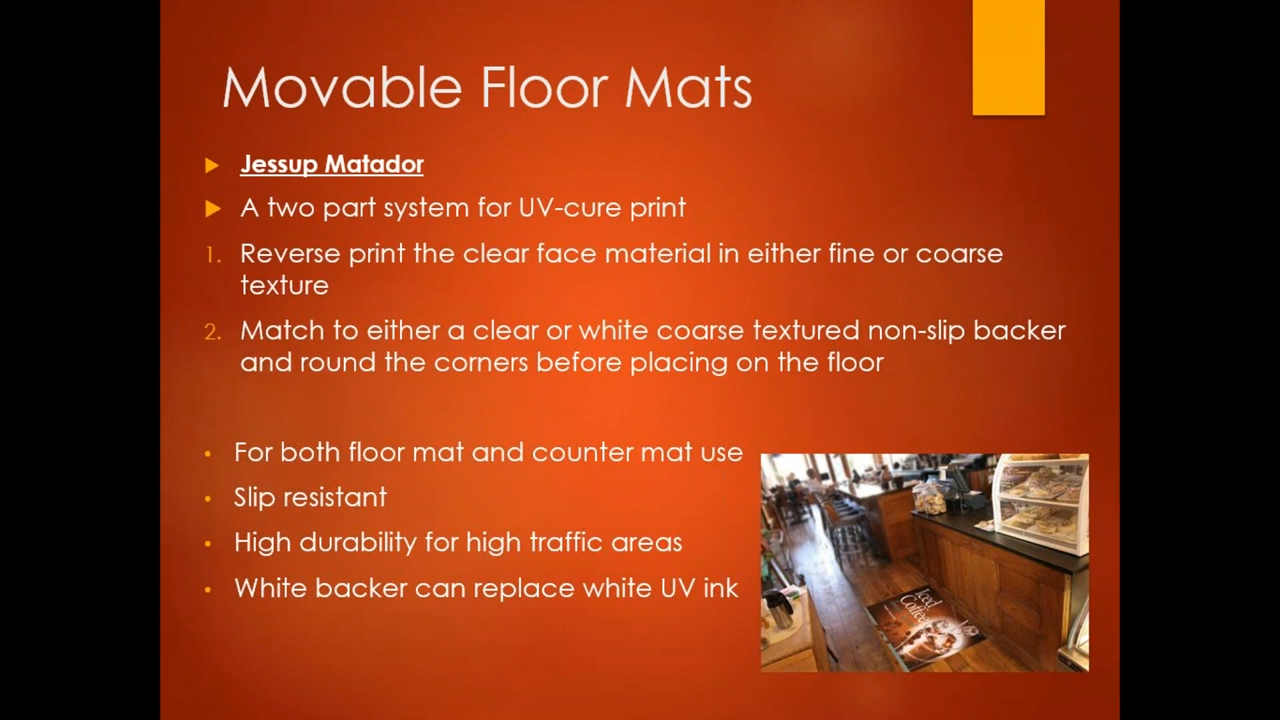 Movable Floor Mats
Jessup Matador
A two part system for UV-cure print
1. Reverse print the clear face material in either fine or coarse
texture
2. Match to either a clear or white coarse textured non-slip backer
and round the corners before placing on the floor
• For both floor mat and counter mat use
• Slip resistant
• High durability for high traffic areas
• White backer can replace white UV ink
Iced
Coffee